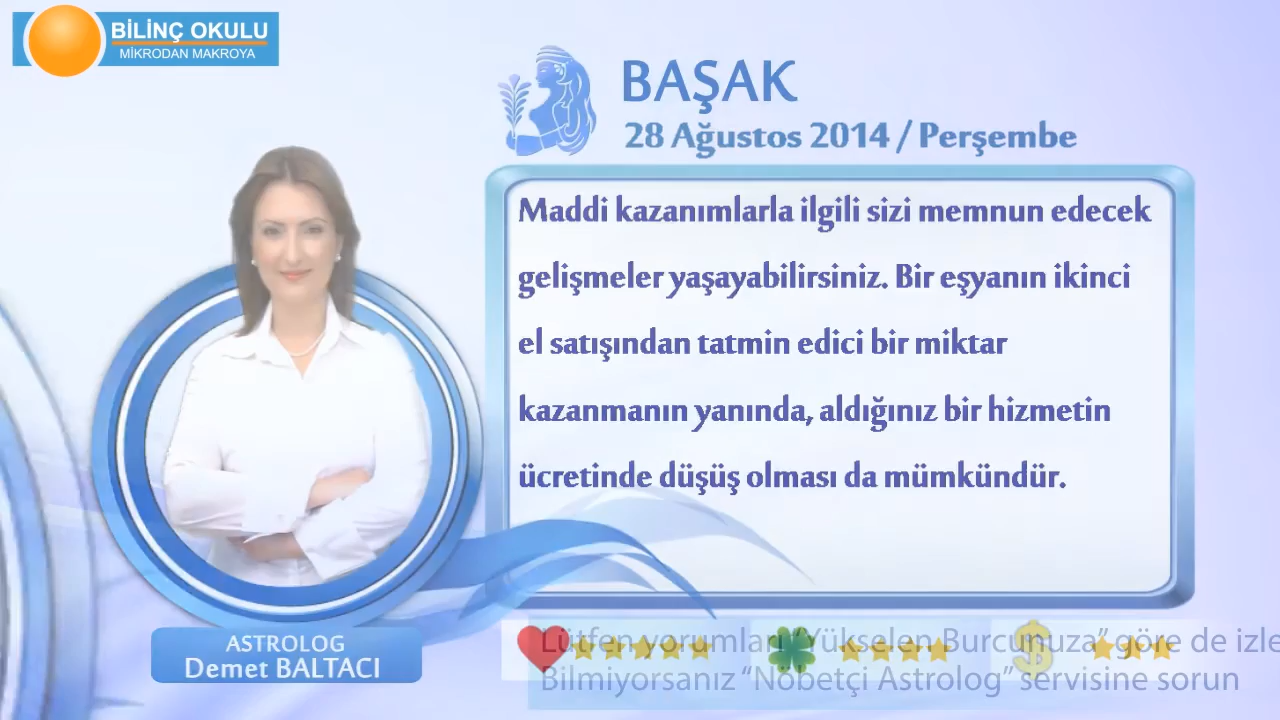 BİLİNÇ OKULU
MİKRODAN MAKROYA
BAŞAK
28 Ağustos 2014 / Perşembe
Maddi kazanımlarla ilgili sizi memnun edecek
gelişmeler yaşayabilirsiniz. Bir eşyanın ikinci
el satışından tatmin edici bir miktar
kazanmanın yanında, aldığınız bir hizmetin
ücretinde düşüş olması da mümkündür.
ASTROLOG
Demet BALTACI
Lütfen yorumları "Yükselen Burcunuza" göre de izle
Bilmiyorsanız "Nöbetçi Astrolog" servisine sorun